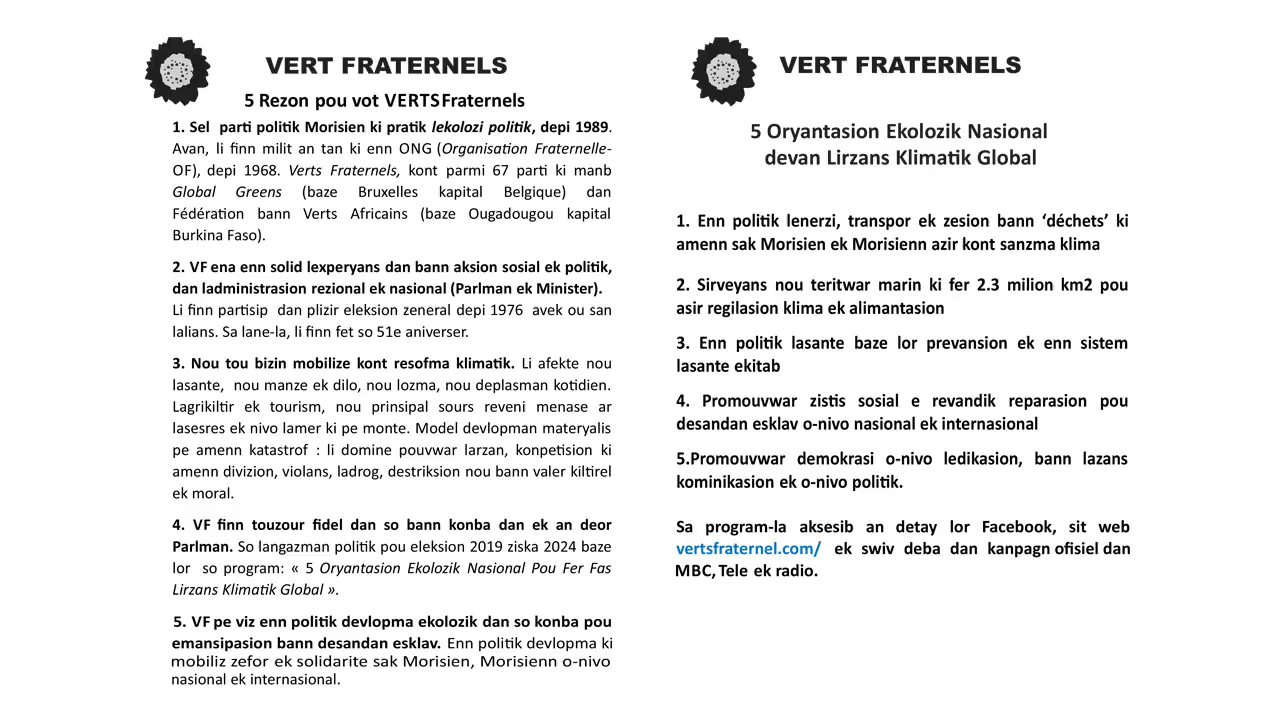 VERT FRATERNELS
5 Rezon pou vot VERTS Fraternels
1. Sel parti politik Morisien ki pratik lekolozi politik, depi 1989.
Avan, li finn milit an tan ki enn ONG (Organisation Fraternelle-
OF), depi 1968. Verts Fraternels, kont parmi 67 parti ki manb
Global Greens (baze Bruxelles kapital Belgique) dan
Fédération bann Verts Africains (baze Ougadougou kapital
Burkina Faso).
2. VF ena enn solid lexperyans dan bann aksion sosial ek politik,
dan ladministrasion rezional ek nasional (Parlman ek Minister).
Li finn partisip dan plizir eleksion zeneral depi 1976 avek ou san
lalians. Sa lane-la, li finn fet so 51e aniverser.
3. Nou tou bizin mobilize kont resofma klimatik. Li afekte nou
lasante, nou manze ek dilo, nou lozma, nou deplasman kotidien.
Lagrikiltir ek tourism, nou prinsipal sours reveni menase ar
lasesres ek nivo lamer ki pe monte. Model devlopman materyalis
pe amenn katastrof : li domine pouvwar larzan, konpetision ki
amenn divizion, violans, ladrog, destriksion nou bann valer kiltirel
ek moral.
4. VF finn touzour fidel dan so bann konba dan ek an deor
Parlman. So langazman politik pou eleksion 2019 ziska 2024 baze
lor so program: « 5 Oryantasion Ekolozik Nasional Pou Fer Fas
Lirzans Klimatik Global ».
5. VF pe viz enn politik devlopma ekolozik dan so konba pou
emansipasion bann desandan esklav. Enn politik devlopma ki
mobiliz zefor ek solidarite sak Morisien, Morisienn o-nivo
nasional ek internasional.
VERT FRATERNELS
5 Oryantasion Ekolozik Nasional
devan Lirzans Klimatik Global
1. Enn politik lenerzi, transpor ek zesion bann ‘déchets’ ki
amenn sak Morisien ek Morisienn azir kont sanzma klima
2. Sirveyans nou teritwar marin ki fer 2.3 milion km2 pou
asir regilasion klima ek alimantasion
3. Enn politik lasante baze lor prevansion ek enn sistem
lasante ekitab
4. Promouvwar zistis sosial e revandik reparasion pou
desandan esklav o-nivo nasional ek internasional
5.Promouvwar demokrasi o-nivo ledikasion, bann lazans
kominikasion ek o-nivo politik.
Sa program-la aksesib an detay lor Facebook, sit web
vertsfraternel.com/ ek swiv deba dan kanpagn ofisiel dan
MBC, Tele ek radio.